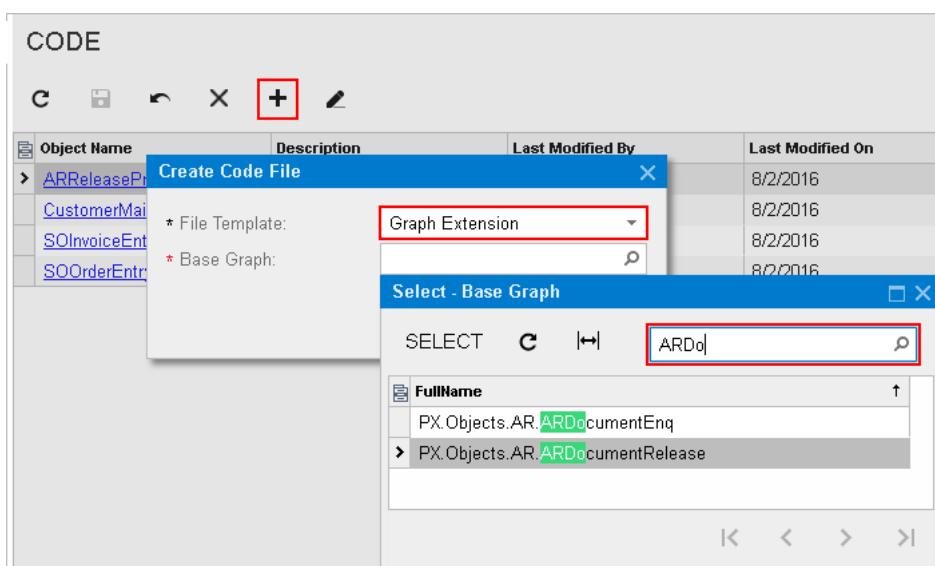 CODE
Object Name Description Last Modified By Last Modified On
ARReleasePr 8/2/2016
CustomerMai 8/2/2016
SOInvoiceEnt 8/2/2016
SOOrderEntr 8/2/2016
Create Code File
* File Template: Graph Extension
* Base Graph:
Select - Base Graph
SELECT ARDo
FullName
PX.Objects.AR.ARDocumentEnq
PX.Objects.AR.ARDocumentRelease